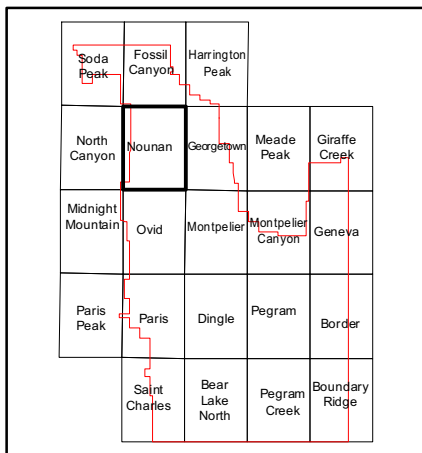 Soda
Peak
Fossil
Canyon
Harrington
Peak
North
Canyon
Nounan
Georgetown
Meade
Peak
Giraffe
Creek
Midnight
Mountain
Ovid
Montpelier
Montpelier
Canyon
Geneva
Paris
Peak
Paris
Dingle
Pegram
Border
Saint
Charles
Bear
Lake
North
Pegram
Creek
Boundary
Ridge